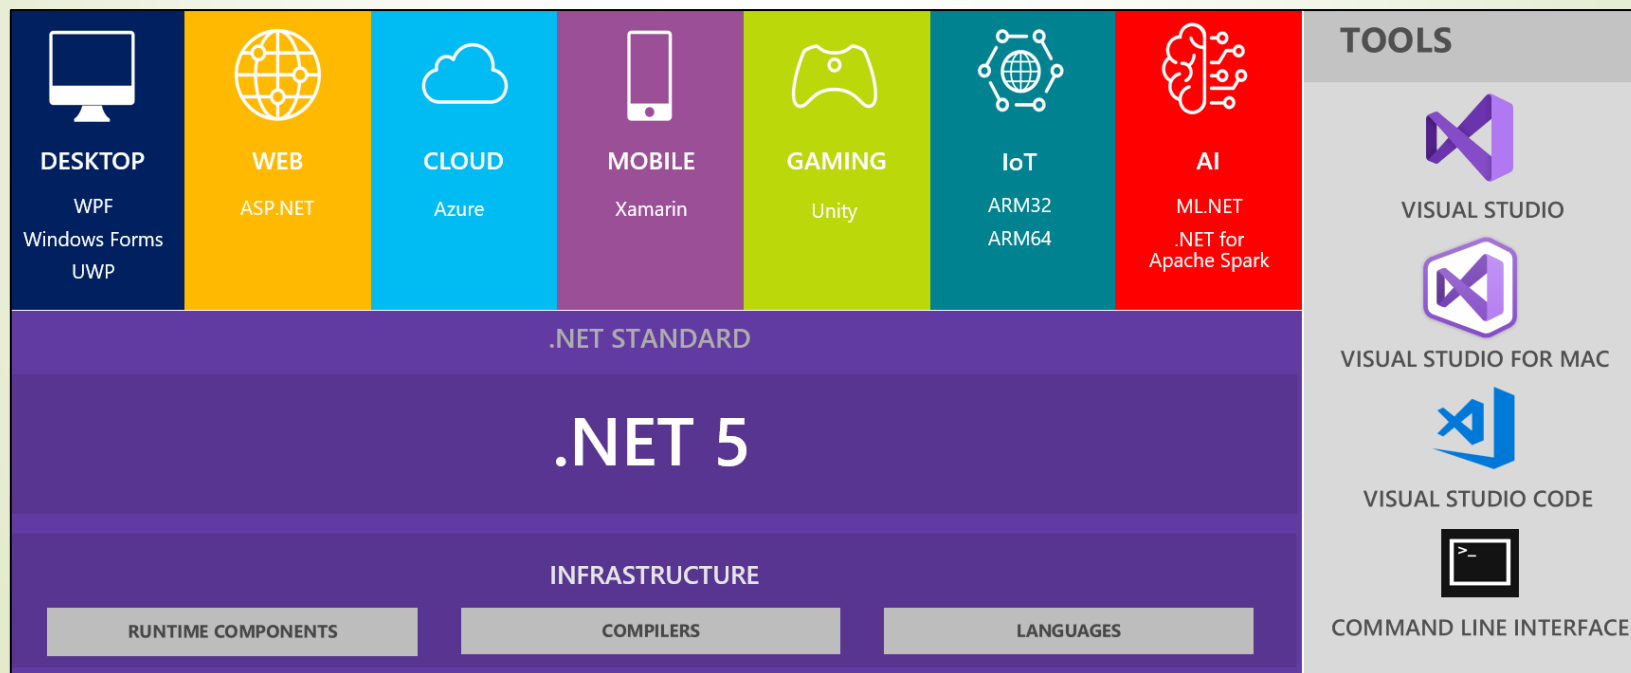 DESKTOP
WPF
Windows Forms
UWP
WEB
ASP.NET
CLOUD
Azure
MOBILE
Xamarin
GAMING
Unity
IoT
ARM32
ARM64
AI
ML.NET
.NET for
Apache Spark
.NET STANDARD
.NET 5
INFRASTRUCTURE
RUNTIME COMPONENTS
COMPILERS
LANGUAGES
TOOLS
VISUAL STUDIO
VISUAL STUDIO FOR MAC
VISUAL STUDIO CODE
>_
COMMAND LINE INTERFACE